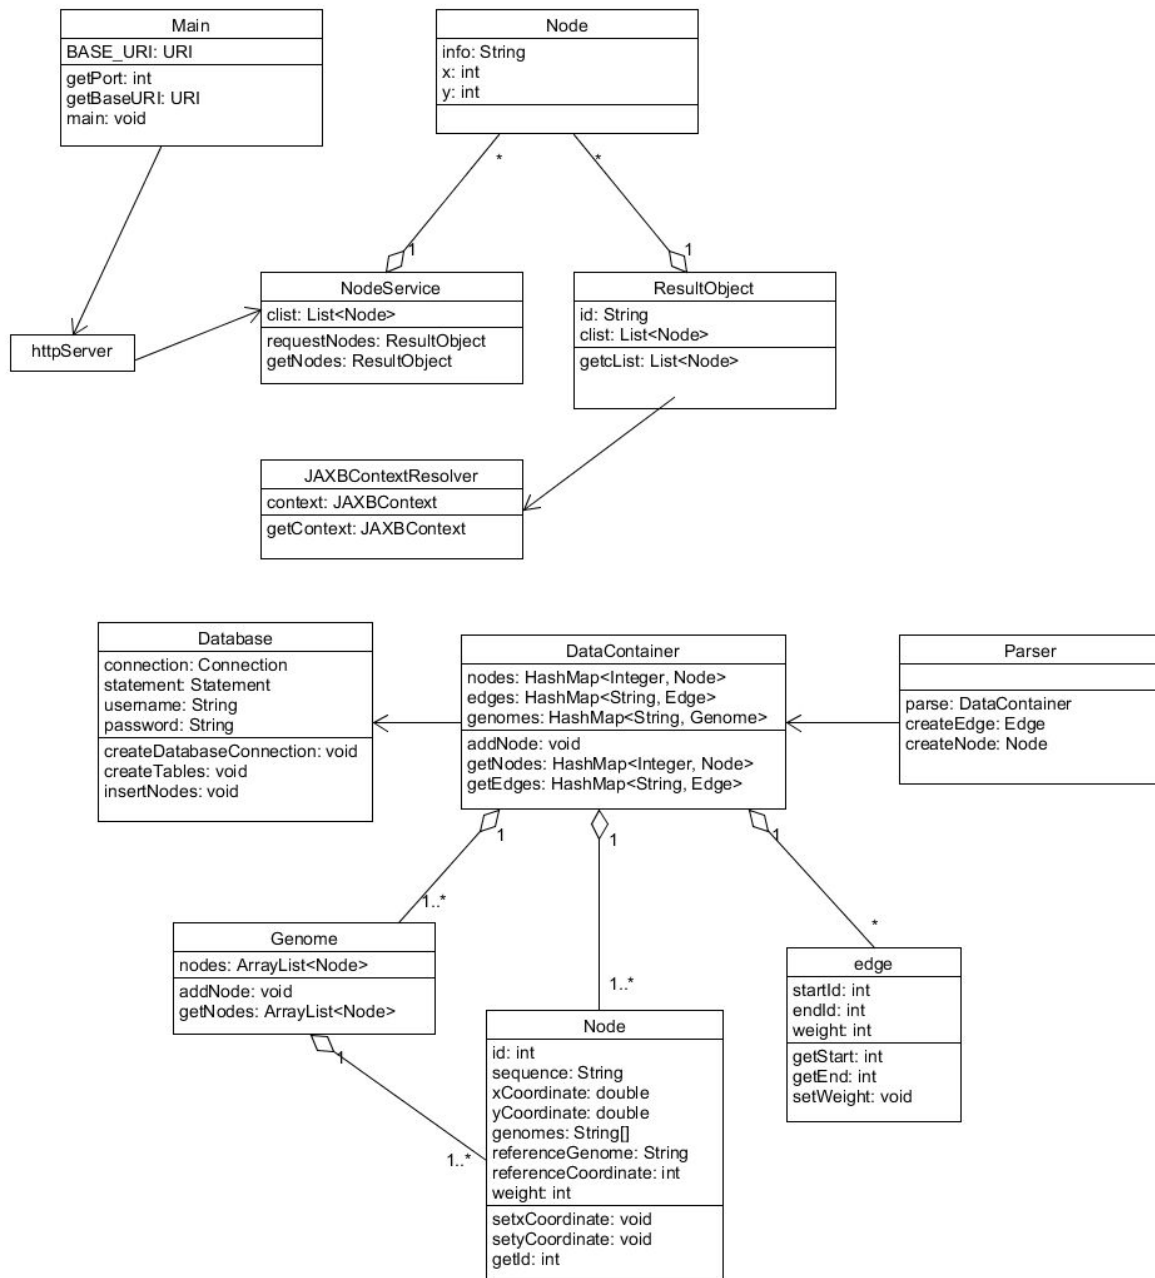 Main
BASE_URI: URI
getPort: int
getBaseURI: URI
main: void
Node
info: String
x: int
y: int
*
*
1
1
NodeService
clist: List<Node>
requestNodes: ResultObject
getNodes: ResultObject
ResultObject
id: String
clist: List<Node>
getcList: List<Node>
httpServer
JAXBContextResolver
context: JAXBContext
getContext: JAXBContext
Database
connection: Connection
statement: Statement
username: String
password: String
createDatabaseConnection: void
createTables: void
insertNodes: void
DataContainer
nodes: HashMap<Integer, Node>
edges: HashMap<String, Edge>
genomes: HashMap<String, Genome>
addNode: void
getNodes: HashMap<Integer, Node>
getEdges: HashMap<String, Edge>
Parser
parse: DataContainer
createEdge: Edge
createNode: Node
1
1
1
1..*
*
1..*
Genome
nodes: ArrayList<Node>
addNode: void
getNodes: ArrayList<Node>
1
1..*
edge
startId: int
endId: int
weight: int
getStart: int
getEnd: int
setWeight: void
Node
id: int
sequence: String
xCoordinate: double
yCoordinate: double
genomes: String[]
referenceGenome: String
referenceCoordinate: int
weight: int
setxCoordinate: void
setyCoordinate: void
getId: int